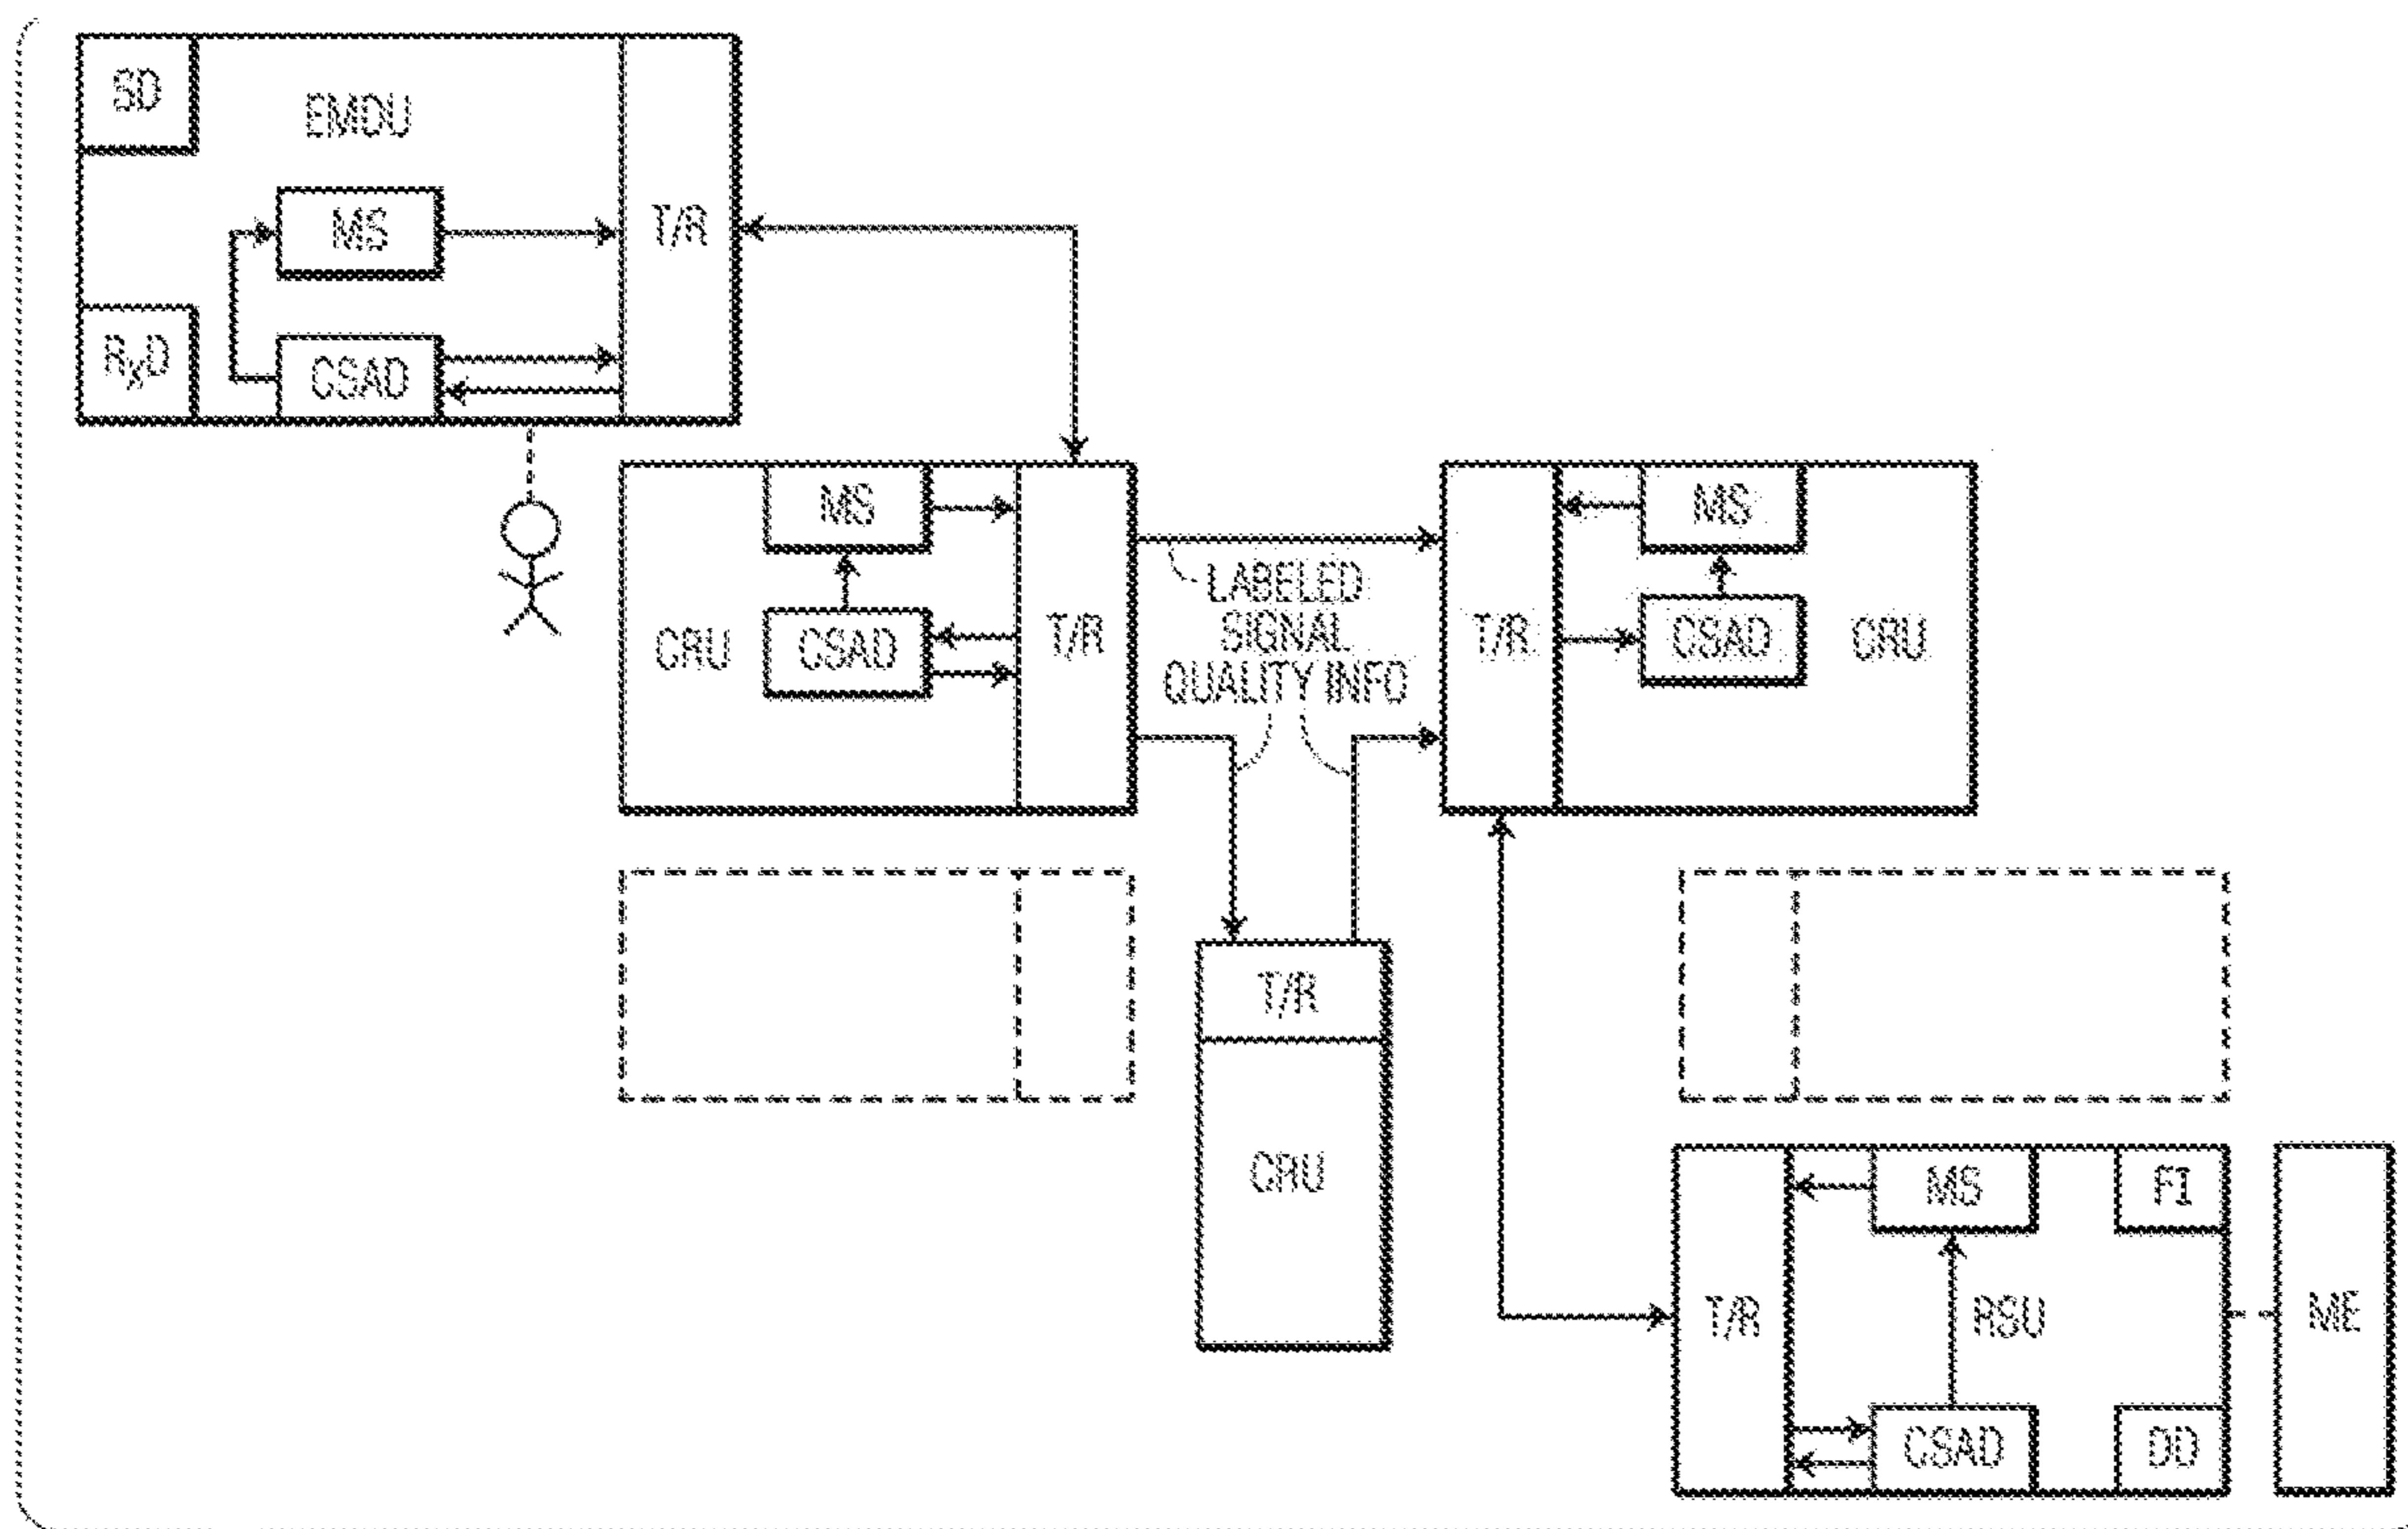 SD
EMDU
MS
T/R
RXD
CSAD
MS
T/R
CRU
CSAD
LABELED
SIGNAL
QUALITY INFO
T/R
MS
CSAD
CRU
T/R
CRU
T/R
MS
FI
RSU
CSAD
DD
ME